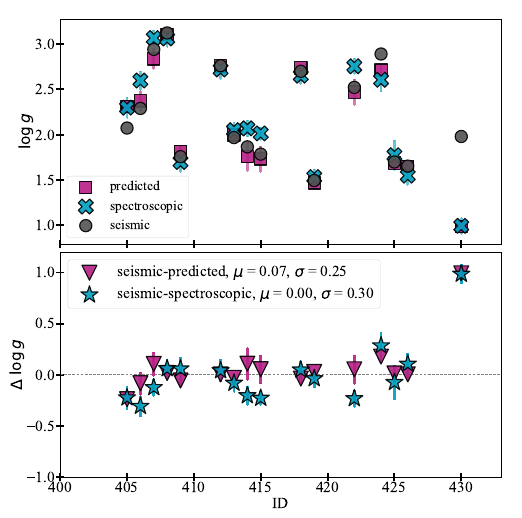 3.0
2.5
2.0
1.5
1.0
log g
predicted
spectroscopic
seismic
1.0
0.5
0.0
−0.5
−1.0
Δ log g
seismic-predicted, μ = 0.07, σ = 0.25
seismic-spectroscopic, μ = 0.00, σ = 0.30
400 405 410 415 420 425 430
ID